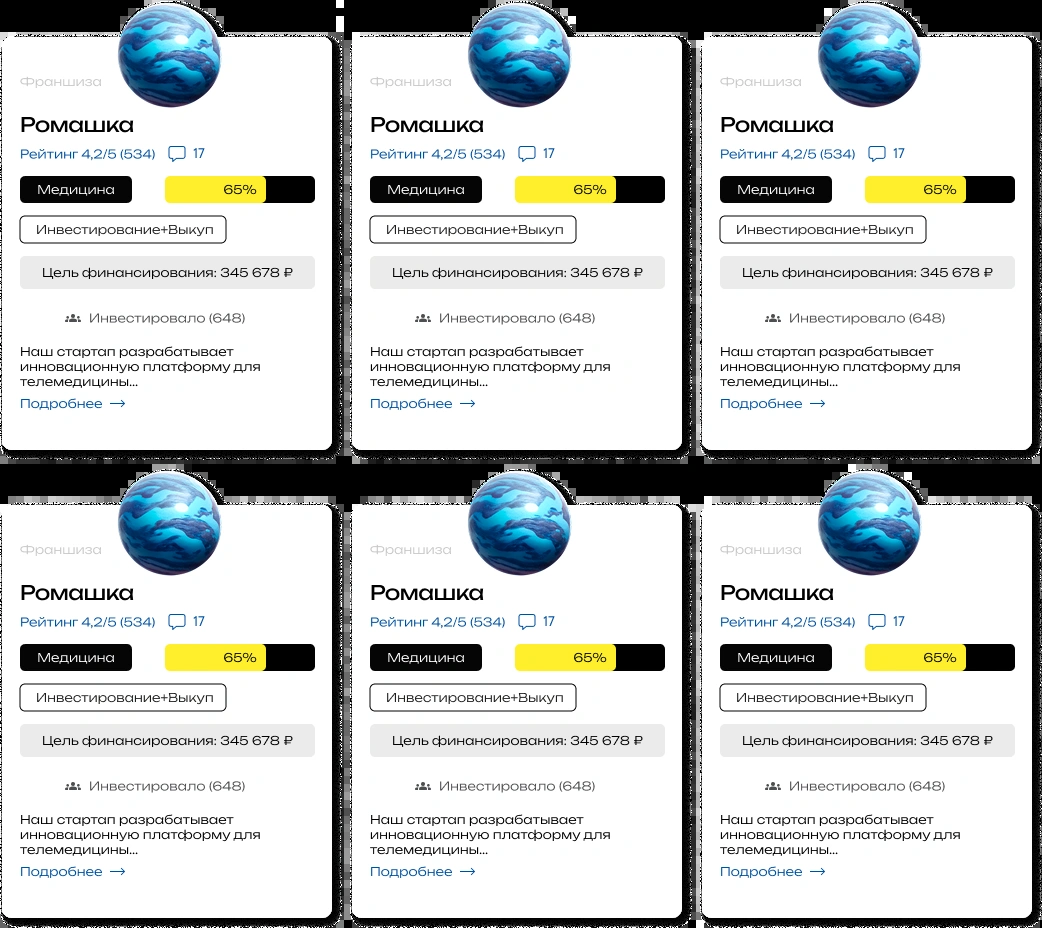 Франшиза
Ромашка
Рейтинг 4,2/5 (534) 17
Медицина 65%
Инвестирование+Выкуп
Цель финансирования: 345 678 ₽
Инвестировало (648)
Наш стартап разрабатывает
инновационную платформу для
телемедицины...
Подробнее →
Франшиза
Ромашка
Рейтинг 4,2/5 (534) 17
Медицина 65%
Инвестирование+Выкуп
Цель финансирования: 345 678 ₽
Инвестировало (648)
Наш стартап разрабатывает
инновационную платформу для
телемедицины...
Подробнее →
Франшиза
Ромашка
Рейтинг 4,2/5 (534) 17
Медицина 65%
Инвестирование+Выкуп
Цель финансирования: 345 678 ₽
Инвестировало (648)
Наш стартап разрабатывает
инновационную платформу для
телемедицины...
Подробнее →
Франшиза
Ромашка
Рейтинг 4,2/5 (534) 17
Медицина 65%
Инвестирование+Выкуп
Цель финансирования: 345 678 ₽
Инвестировало (648)
Наш стартап разрабатывает
инновационную платформу для
телемедицины...
Подробнее →
Франшиза
Ромашка
Рейтинг 4,2/5 (534) 17
Медицина 65%
Инвестирование+Выкуп
Цель финансирования: 345 678 ₽
Инвестировало (648)
Наш стартап разрабатывает
инновационную платформу для
телемедицины...
Подробнее →
Франшиза
Ромашка
Рейтинг 4,2/5 (534) 17
Медицина 65%
Инвестирование+Выкуп
Цель финансирования: 345 678 ₽
Инвестировало (648)
Наш стартап разрабатывает
инновационную платформу для
телемедицины...
Подробнее →